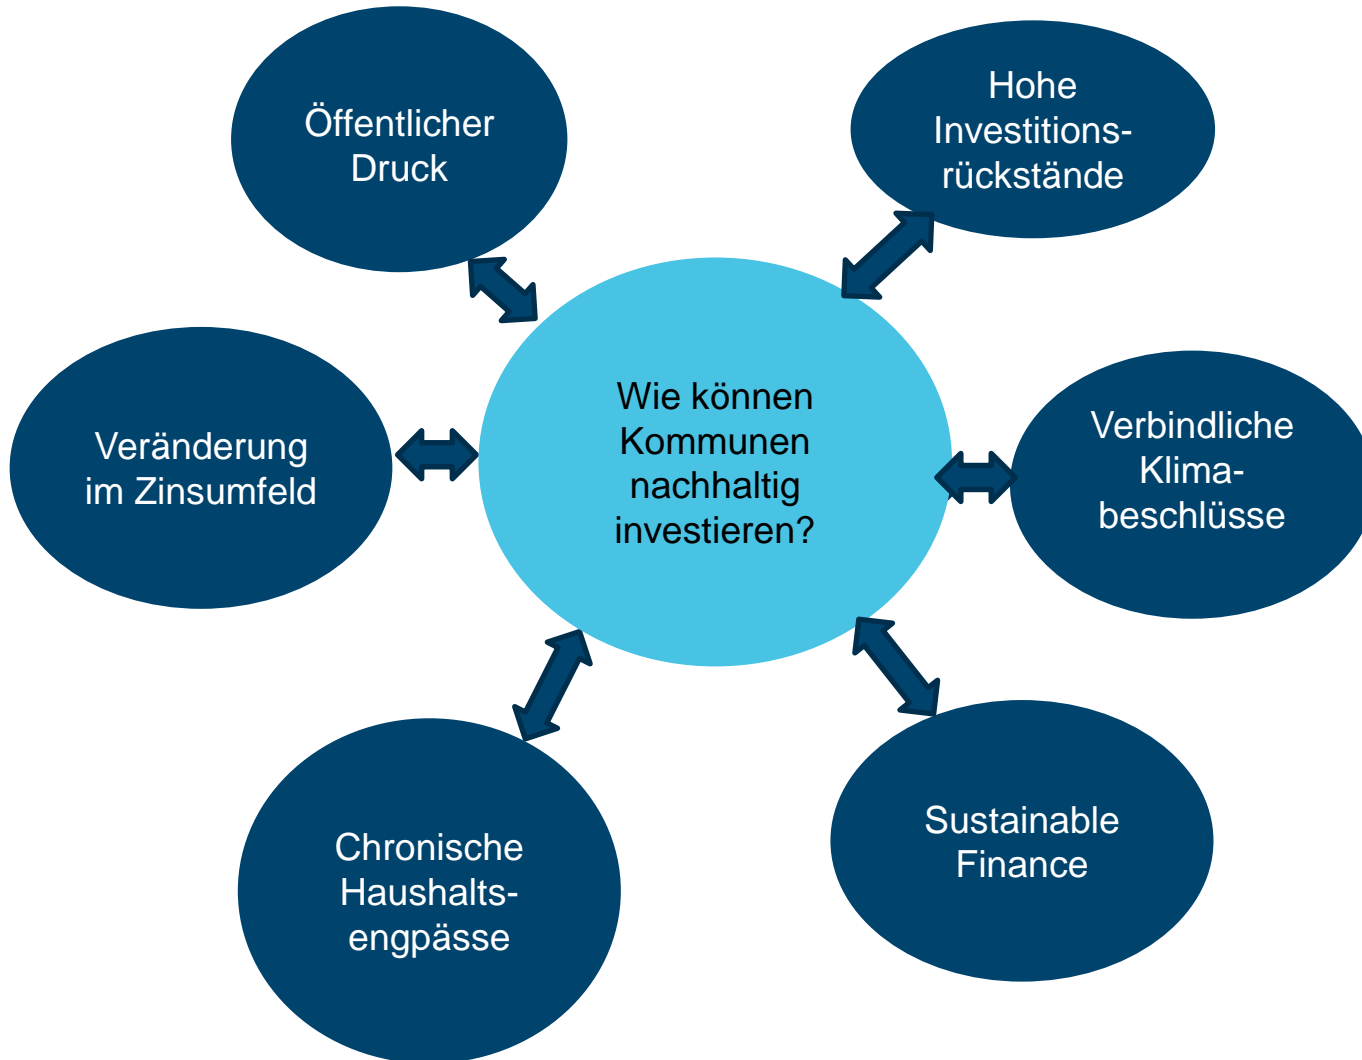 Öffentlicher
Druck
Hohe
Investitions-
rückstände
Veränderung
im Zinsumfeld
Wie können
Kommunen
nachhaltig
investieren?
Verbindliche
Klima-
beschlüsse
Chronische
Haushalts-
engpässe
Sustainable
Finance